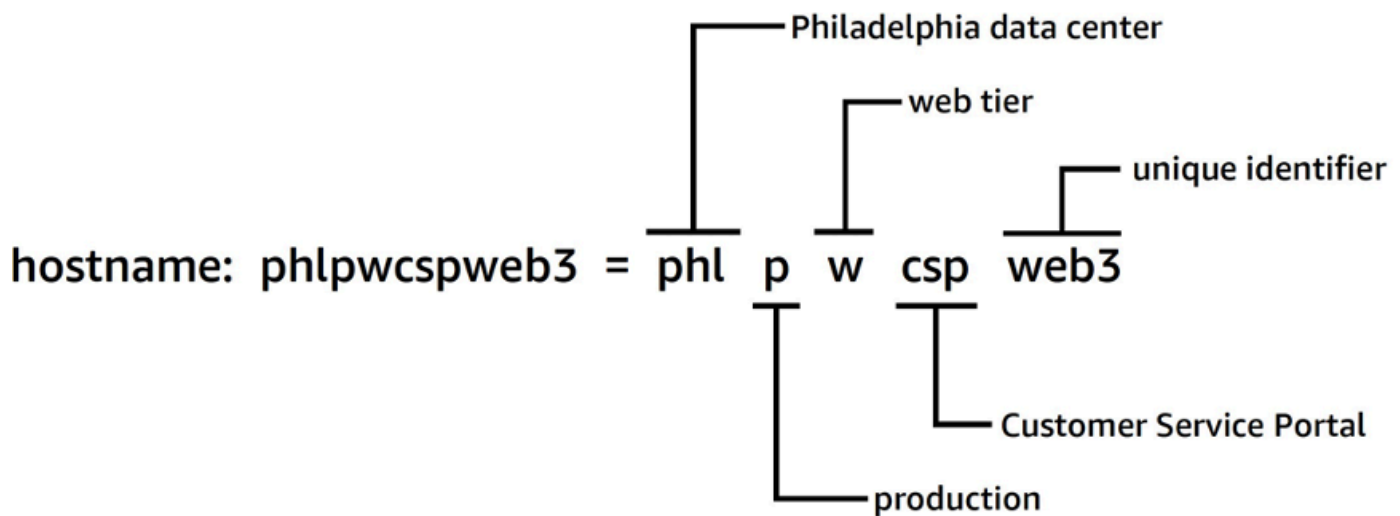 Philadelphia data center
web tier
unique identifier
hostname: phlpwcspweb3 = phl p w csp web3
Customer Service Portal
production